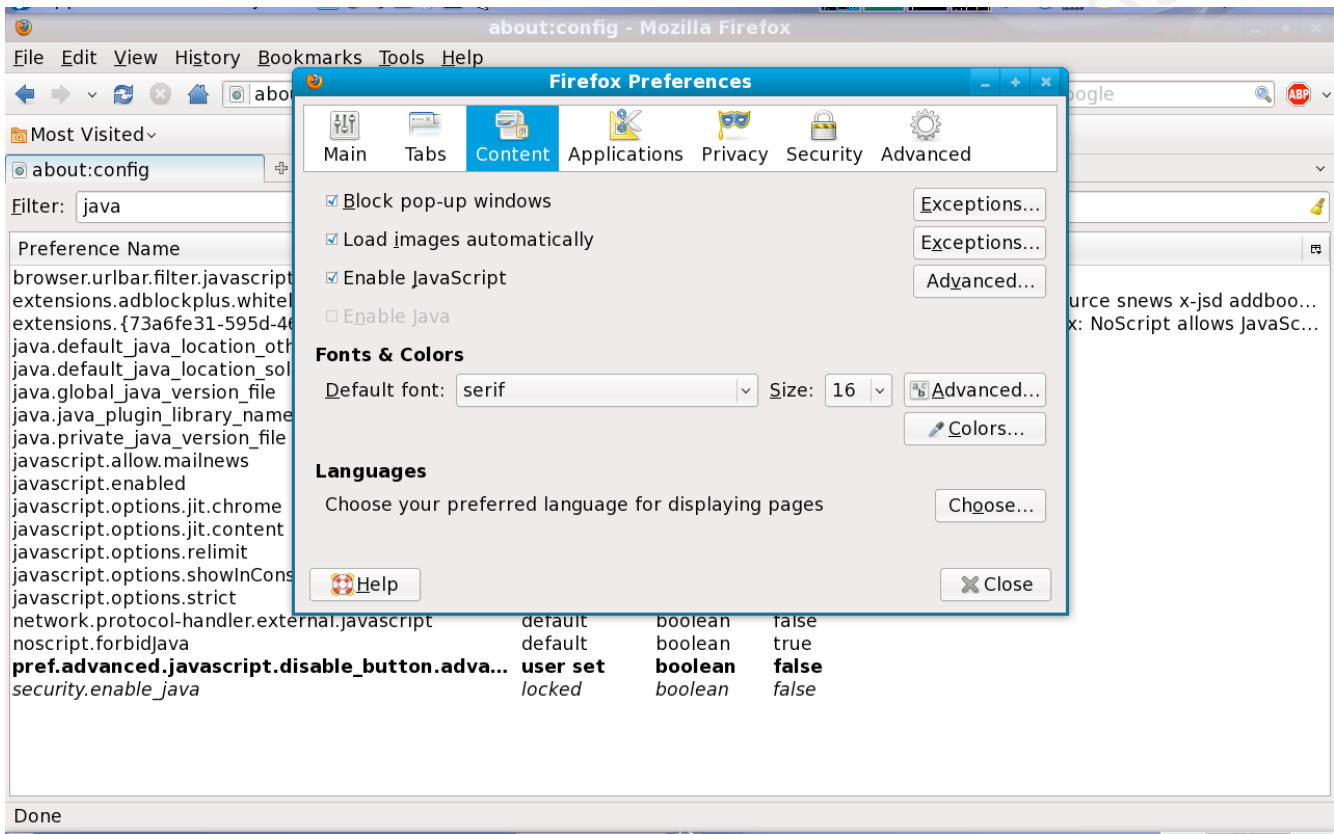 about:config - Mozilla Firefox
File Edit View History Bookmarks Tools Help
Firefox Preferences
abou
oogle
ABP
Most Visited
Main Tabs Content Applications Privacy Security Advanced
about:config
Filter: java
Block pop-up windows Exceptions...
Load images automatically Exceptions...
Enable JavaScript Advanced...
Enable Java
Fonts & Colors
Default font: serif Size: 16 Advanced...
Colors...
Languages
Choose your preferred language for displaying pages Choose...
Help Close
Preference Name
browser.urlbar.filter.javascript
extensions.adblockplus.whitel urce snews x-jsd addboo...
extensions.{73a6fe31-595d-46 x: NoScript allows JavaSc...
java.default_java_location_oth
java.default_java_location_sol
java.global_java_version_file
java.java_plugin_library_name
java.private_java_version_file
javascript.allow.mailnews
javascript.enabled
javascript.options.jit.chrome
javascript.options.jit.content
javascript.options.relimit
javascript.options.showInCons
javascript.options.strict
network.protocol-handler.external.javascript default boolean false
noscript.forbidJava default boolean true
pref.advanced.javascript.disable_button.adva... user set boolean false
security.enable_java locked boolean false
Done